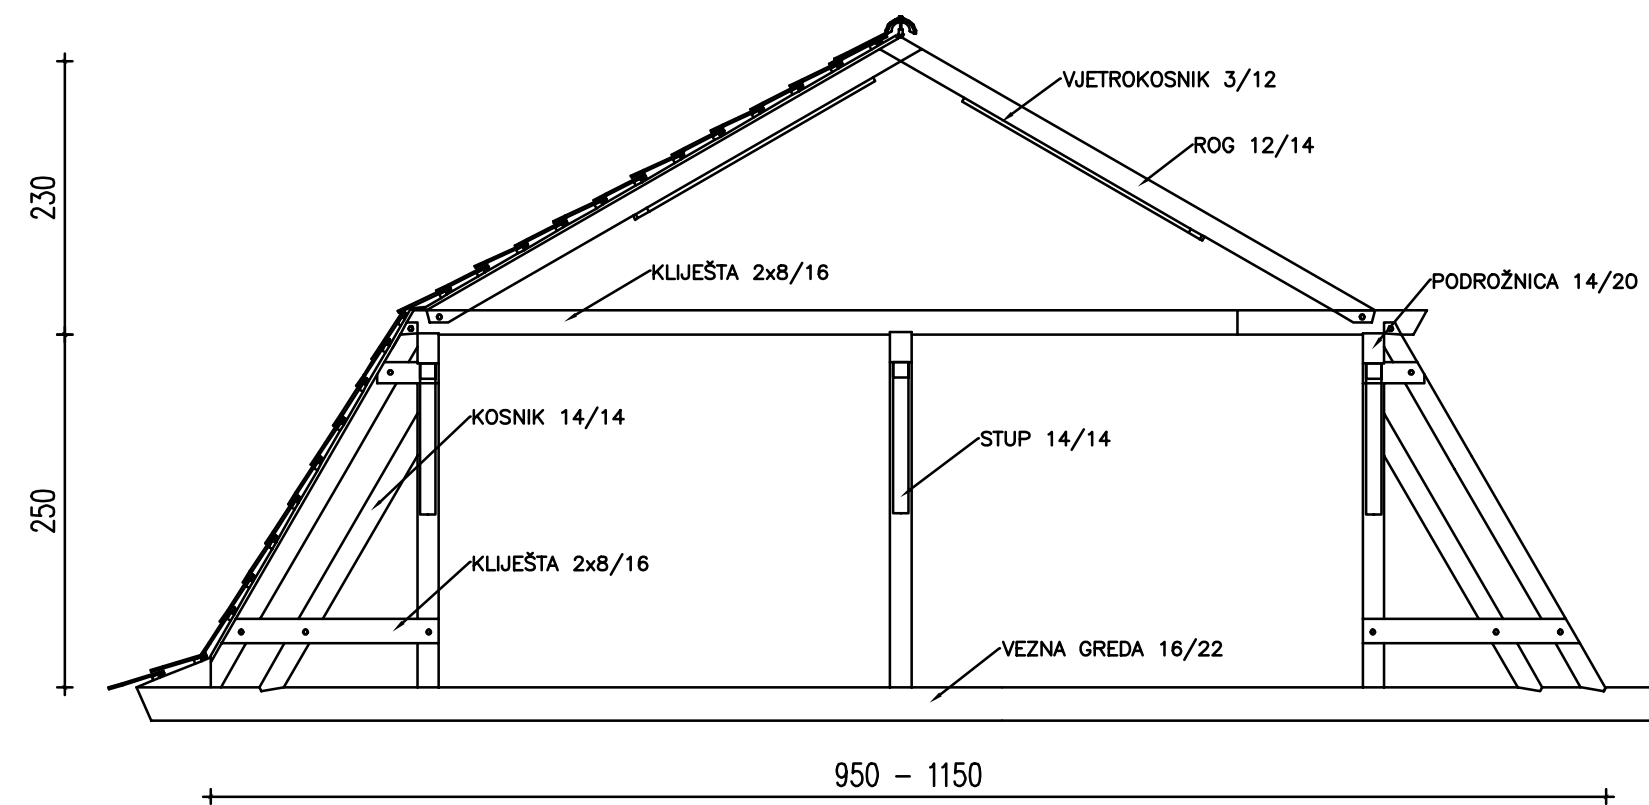 VJETROKOSNIK 3/12
ROG 12/14
230
KLIJEŠTA 2x8/16
PODROŽNICA 14/20
KOSNIK 14/14
STUP 14/14
250
KLIJEŠTA 2x8/16
VEZNA GREDA 16/22
950 - 1150